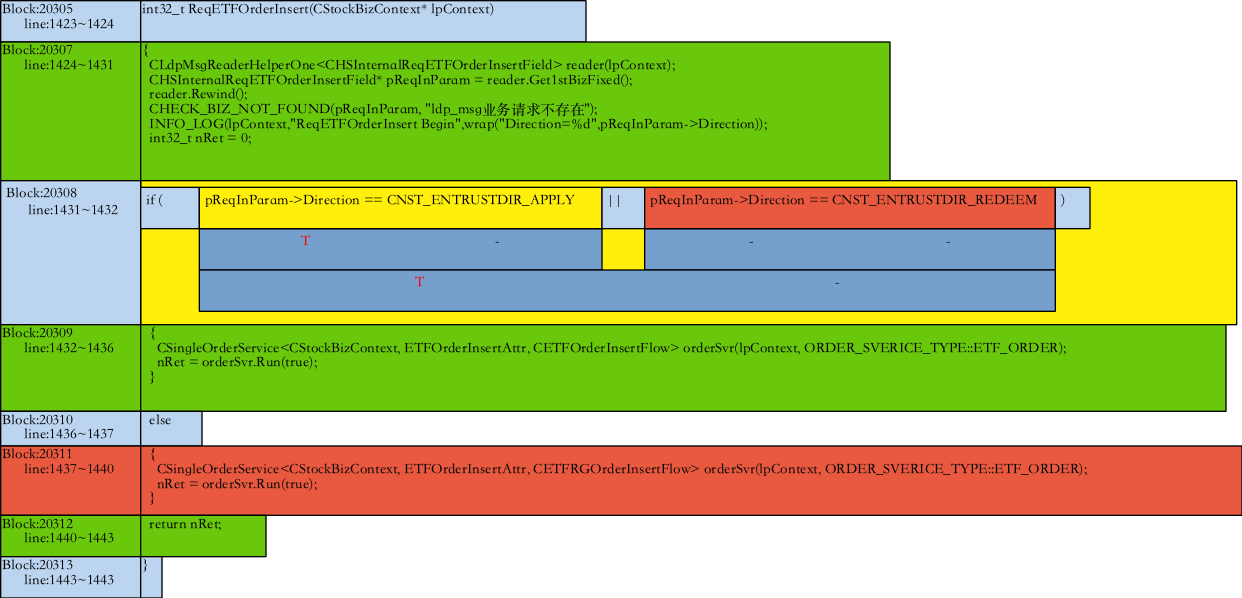 Block:20305 int32_t ReqETFOrderInsert(CStockBizContext* lpContext)
line:1423~1424
Block:20307 {
line:1424~1431 CLdpMsgReaderHelperOne<CHSInternalReqETFOrderInsertField> reader(lpContext);
CHSInternalReqETFOrderInsertField* pReqInParam = reader.Get1stBizFixed();
reader.Rewind();
CHECK_BIZ_NOT_FOUND(pReqInParam, "ldp_msg业务请求不存在");
INFO_LOG(lpContext,"ReqETFOrderInsert Begin",wrap("Direction=%d",pReqInParam->Direction));
int32_t nRet = 0;
Block:20308 if ( pReqInParam->Direction == CNST_ENTRUSTDIR_APPLY || pReqInParam->Direction == CNST_ENTRUSTDIR_REDEEM )
line:1431~1432
T - - -
T -
Block:20309 {
line:1432~1436 CSingleOrderService<CStockBizContext, ETFOrderInsertAttr, CETFOrderInsertFlow> orderSvr(lpContext, ORDER_SVERICE_TYPE::ETF_ORDER);
nRet = orderSvr.Run(true);
}
Block:20310 else
line:1436~1437
Block:20311 {
line:1437~1440 CSingleOrderService<CStockBizContext, ETFOrderInsertAttr, CETFRGOrderInsertFlow> orderSvr(lpContext, ORDER_SVERICE_TYPE::ETF_ORDER);
nRet = orderSvr.Run(true);
}
Block:20312 return nRet;
line:1440~1443
Block:20313 }
line:1443~1443